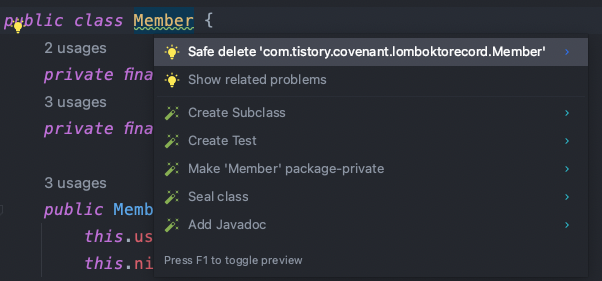 public class Member {
Safe delete 'com.tistory.covenant.lomboktorecord.Member'
2 usages
private fina
Show related problems
3 usages
Create Subclass
private fina
Create Test
Make 'Member' package-private
3 usages
Seal class
public Memb
Add Javadoc
this.us
this.ni
Press F1 to toggle preview